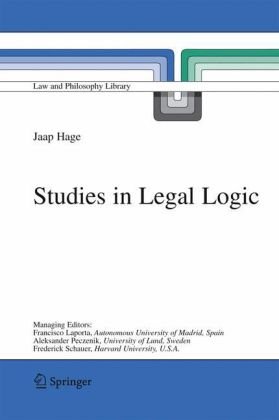 Law and Philosophy Library
Jaap Hage
Studies in Legal Logic
Managing Editors:
Francisco Laporta, Autonomous University of Madrid, Spain
Aleksander Peczenik, University of Lund, Sweden
Frederick Schauer, Harvard University, U.S.A.
Springer